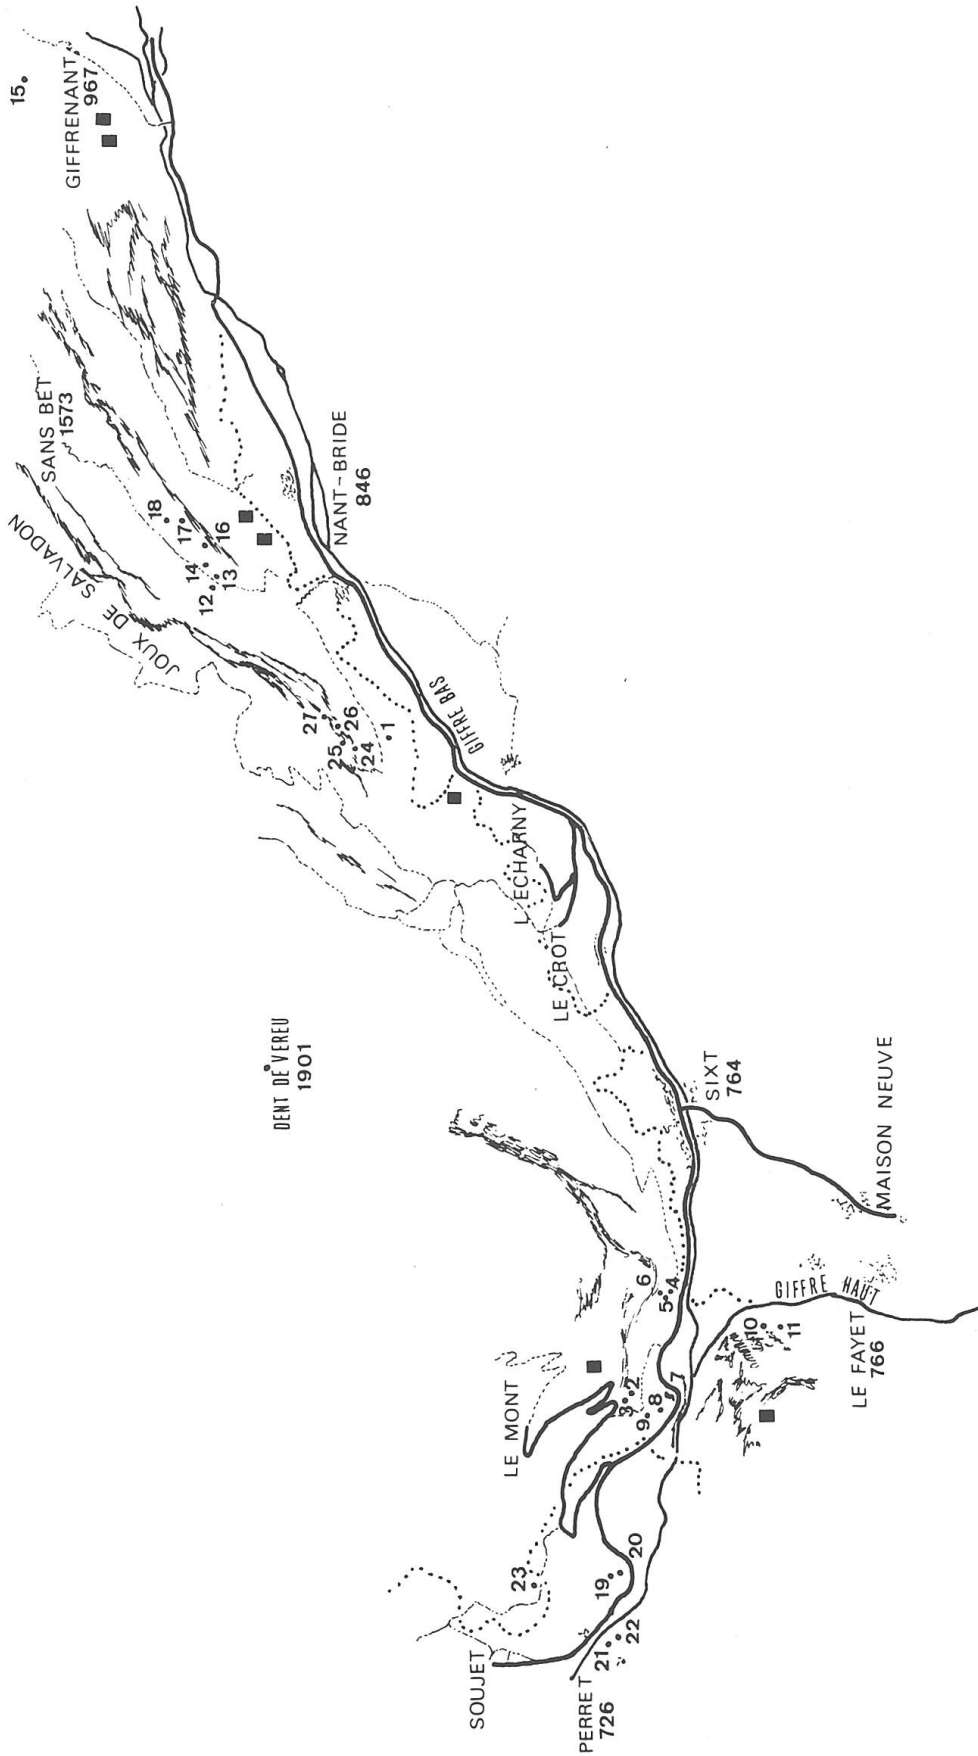 15
GIFFRENANT
967
SANS BET
1573
JOUX DE SALVADON
18
17
16
14
13
12
NANT-BRIDE
846
27
26
25
24
1
GIFFRE BAS
L'ECHARNY
LE CROT
DENT DE VEREU
1901
SIXT
764
MAISON NEUVE
6
5
4
GIFFRE HAUT
10
11
LE FAYET
766
LE MONT
3
2
9
8
7
23
19
20
21
22
SOUJET
PERRET
726